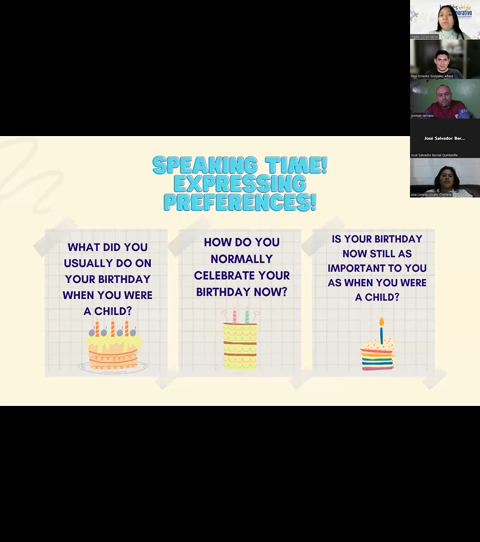 SPEAKING TIME!
EXPRESSING
PREFERENCES!
WHAT DID YOU
USUALLY DO ON
YOUR BIRTHDAY
WHEN YOU WERE
A CHILD?
HOW DO YOU
NORMALLY
CELEBRATE YOUR
BIRTHDAY NOW?
IS YOUR BIRTHDAY
NOW STILL AS
IMPORTANT TO YOU
AS WHEN YOU WERE
A CHILD?
José Salvador Ber...